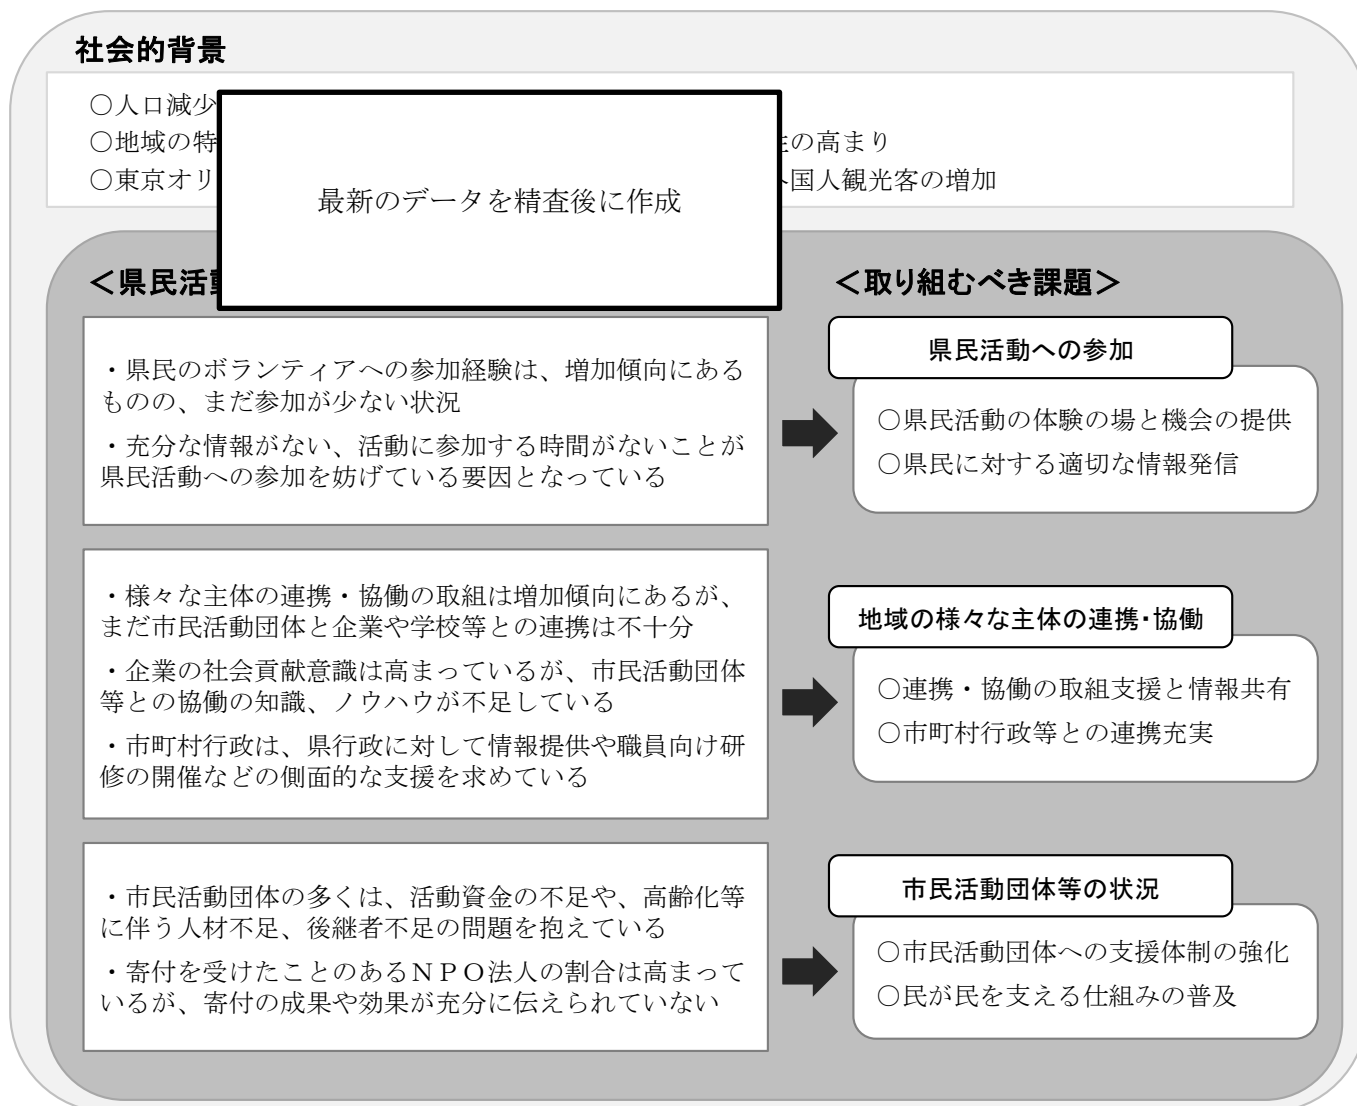 社会的背景
○人口減少
○地域の特 性の高まり
○東京オリ 外国人観光客の増加
最新のデータを精査後に作成
＜県民活動
・県民のボランティアへの参加経験は、増加傾向にある
ものの、まだ参加が少ない状況
・充分な情報がない、活動に参加する時間がないことが
県民活動への参加を妨げている要因となっている
・様々な主体の連携・協働の取組は増加傾向にあるが、
まだ市民活動団体と企業や学校等との連携は不十分
・企業の社会貢献意識は高まっているが、市民活動団体
等との協働の知識、ノウハウが不足している
・市町村行政は、県行政に対して情報提供や職員向け研
修の開催などの側面的な支援を求めている
・市民活動団体の多くは、活動資金の不足や、高齢化等
に伴う人材不足、後継者不足の問題を抱えている
・寄付を受けたことのあるＮＰＯ法人の割合は高まって
いるが、寄付の成果や効果が充分に伝えられていない
＜取り組むべき課題＞
県民活動への参加
○県民活動の体験の場と機会の提供
○県民に対する適切な情報発信
地域の様々な主体の連携・協働
○連携・協働の取組支援と情報共有
○市町村行政等との連携充実
市民活動団体等の状況
○市民活動団体への支援体制の強化
○民が民を支える仕組みの普及